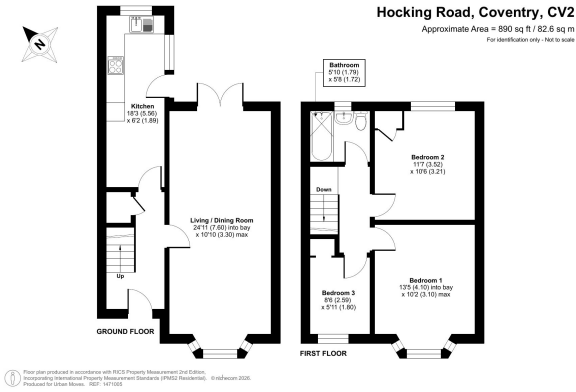 Hocking Road, Coventry, CV2
Approximate Area = 890 sq ft / 82.6 sq m
For identification only - Not to scale
N
Bathroom
5'10 (1.79)
x 5'8 (1.72)
Kitchen
18'3 (5.56)
x 6'2 (1.89)
Bedroom 2
11'7 (3.52)
x 10'6 (3.21)
Down
Living / Dining Room
24'11 (7.60) into bay
x 10'10 (3.30) max
Up
Bedroom 3
8'6 (2.59)
x 5'11 (1.80)
Bedroom 1
13'5 (4.10) into bay
x 10'2 (3.10) max
GROUND FLOOR
FIRST FLOOR
Floor plan produced in accordance with RICS Property Measurement 2nd Edition,
Incorporating International Property Measurement Standards (IPMS2 Residential). © nichecom 2026.
Produced for Urban Moves. REF: 1471005